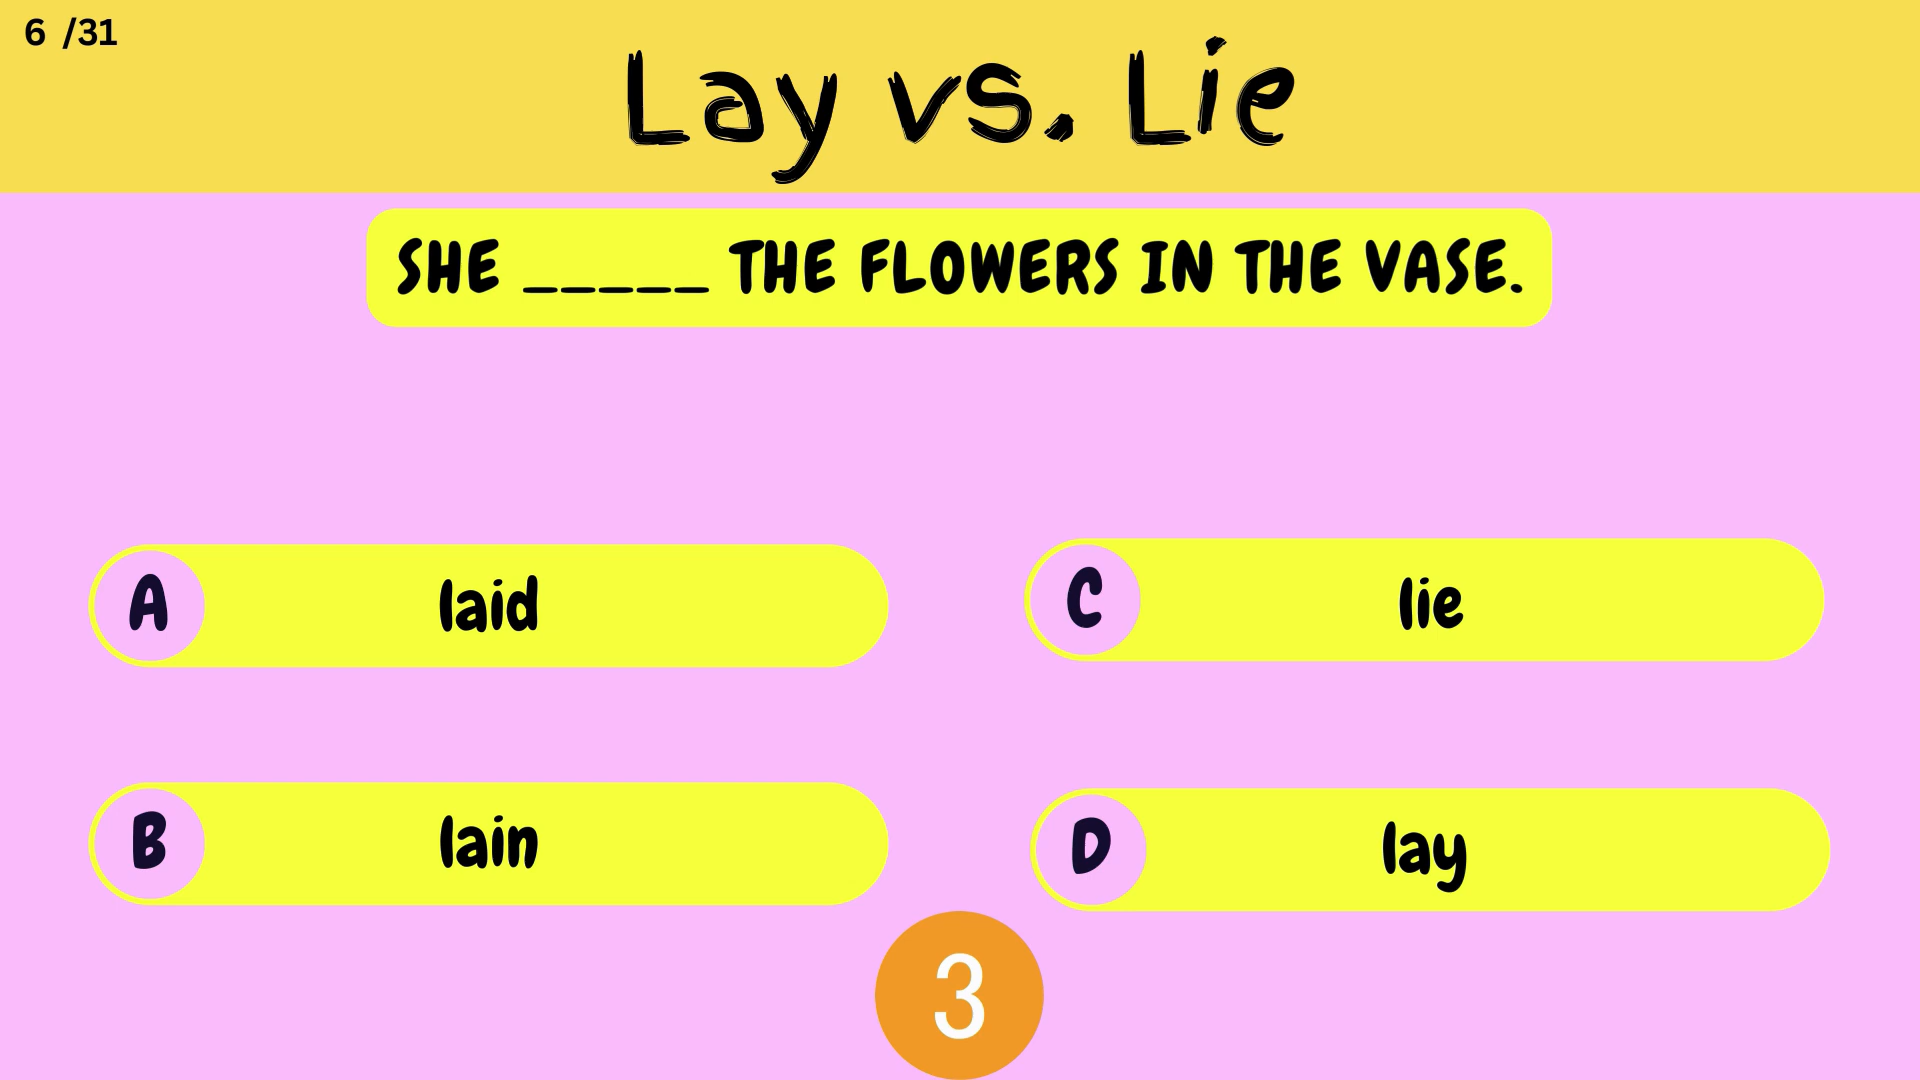 6 /31
Lay vs. Lie
SHE _____ THE FLOWERS IN THE VASE.
A laid
C lie
B lain
D lay
3